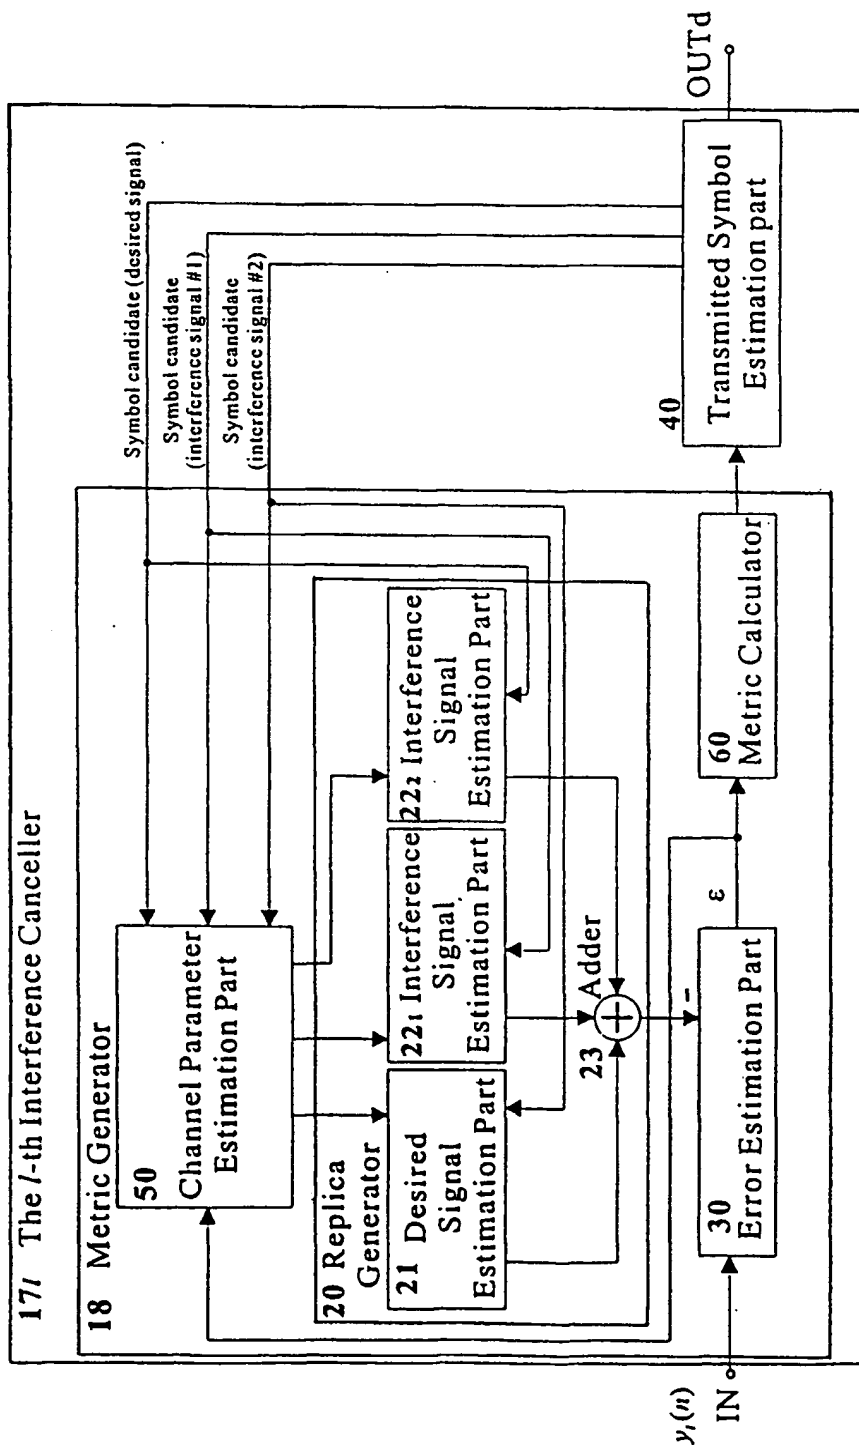 17l The l-th Interference Canceller
18 Metric Generator
50
Channel Parameter
Estimation Part
Symbol candidate (desired signal)
Symbol candidate
(interference signal #1)
Symbol candidate
(interference signal #2)
20 Replica
Generator
21 Desired
Signal
Estimation Part
22₁ Interference
Signal
Estimation Part
22₂ Interference
Signal
Estimation Part
23
+
Adder
−
yₗ(n)
IN
30
Error Estimation Part
ε
60
Metric Calculator
40
Transmitted Symbol
Estimation part
OUTd